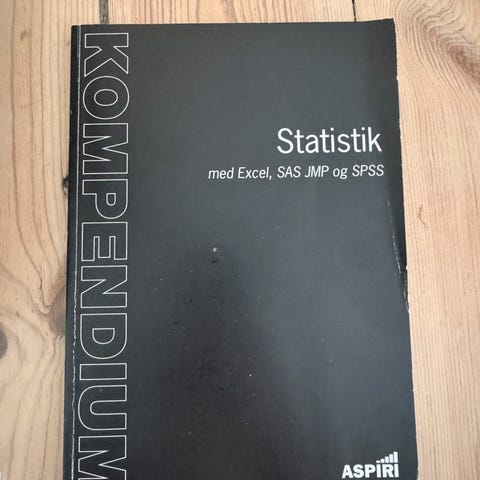 KOMPENDIUM
Statistik
med Excel, SAS JMP og SPSS
ASPIRI